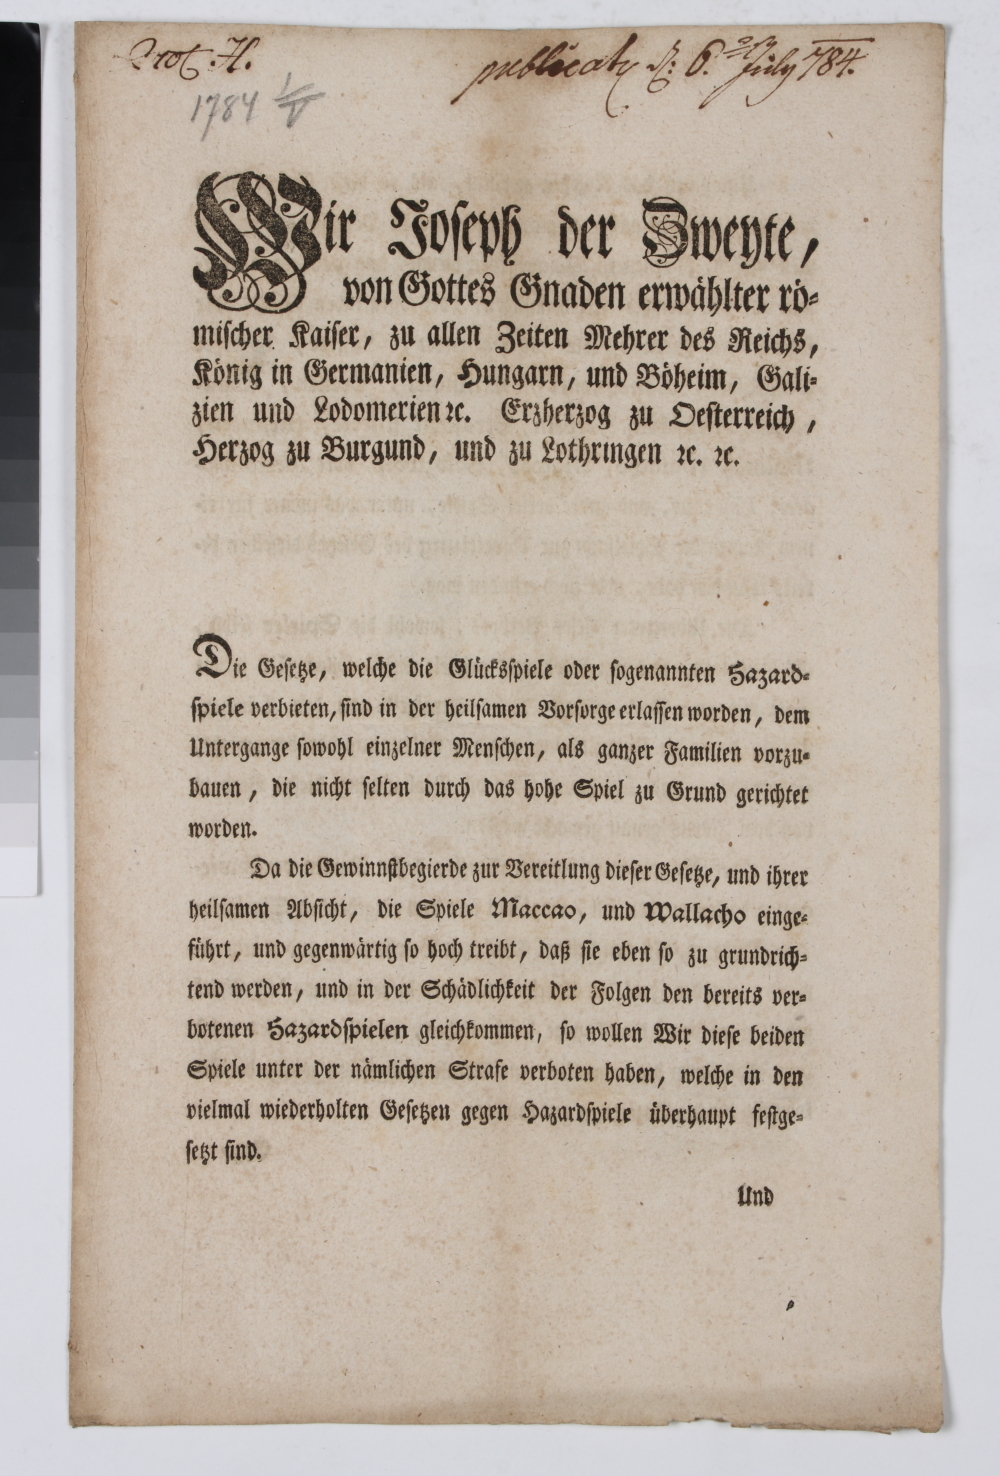 Prot. H.
publicat. d: 6. July 784.
1784
Wir Joseph der Zweyte,
von Gottes Gnaden erwählter rö-
mischer Kaiser, zu allen Zeiten Mehrer des Reichs,
König in Germanien, Hungarn, und Böheim, Gali-
zien und Lodomerien ꝛc. Erzherzog zu Oesterreich,
Herzog zu Burgund, und zu Lothringen ꝛc. ꝛc.
Die Gesetze, welche die Glücksspiele oder sogenannten Hazard-
spiele verbieten, sind in der heilsamen Vorsorge erlassen worden, dem
Untergange sowohl einzelner Menschen, als ganzer Familien vorzu-
bauen, die nicht selten durch das hohe Spiel zu Grund gerichtet
worden.
Da die Gewinnstbegierde zur Vereitlung dieser Gesetze, und ihrer
heilsamen Absicht, die Spiele Maccao, und Wallacho einge-
führt, und gegenwärtig so hoch treibt, daß sie eben so zu grundrich-
tend werden, und in der Schädlichkeit der Folgen den bereits ver-
botenen Hazardspielen gleichkommen, so wollen Wir diese beiden
Spiele unter der nämlichen Strafe verboten haben, welche in den
vielmal wiederholten Gesetzen gegen Hazardspiele überhaupt festge-
setzt sind.
Und